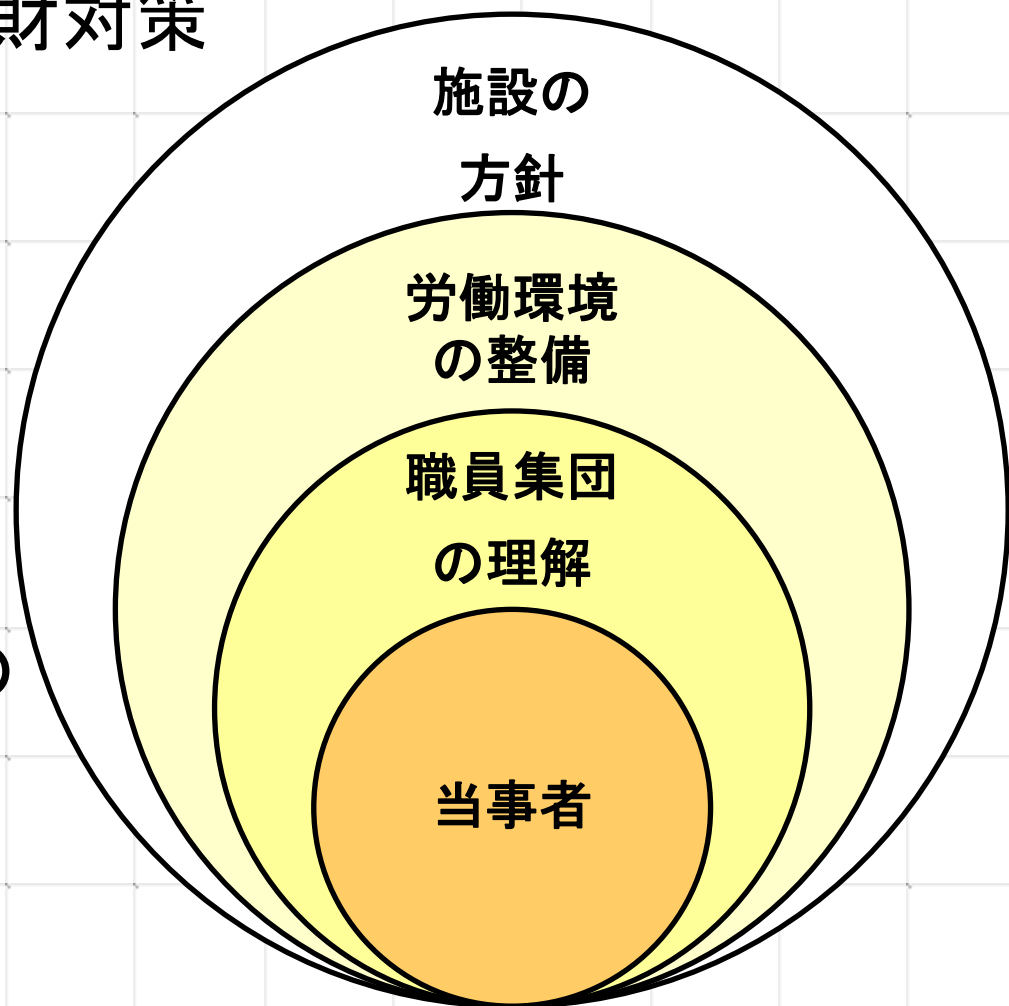 財対策
施設の
方針
労働環境
の整備
職員集団
の理解
の
当事者